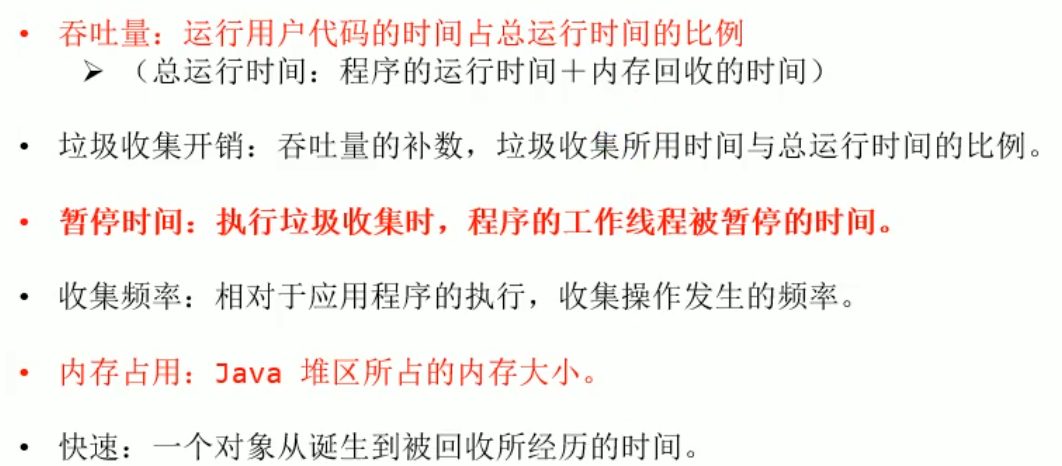 • 吞吐量：运行用户代码的时间占总运行时间的比例
➢ （总运行时间：程序的运行时间＋内存回收的时间）
• 垃圾收集开销：吞吐量的补数，垃圾收集所用时间与总运行时间的比例。
• 暂停时间：执行垃圾收集时，程序的工作线程被暂停的时间。
• 收集频率：相对于应用程序的执行，收集操作发生的频率。
• 内存占用：Java 堆区所占的内存大小。
• 快速：一个对象从诞生到被回收所经历的时间。